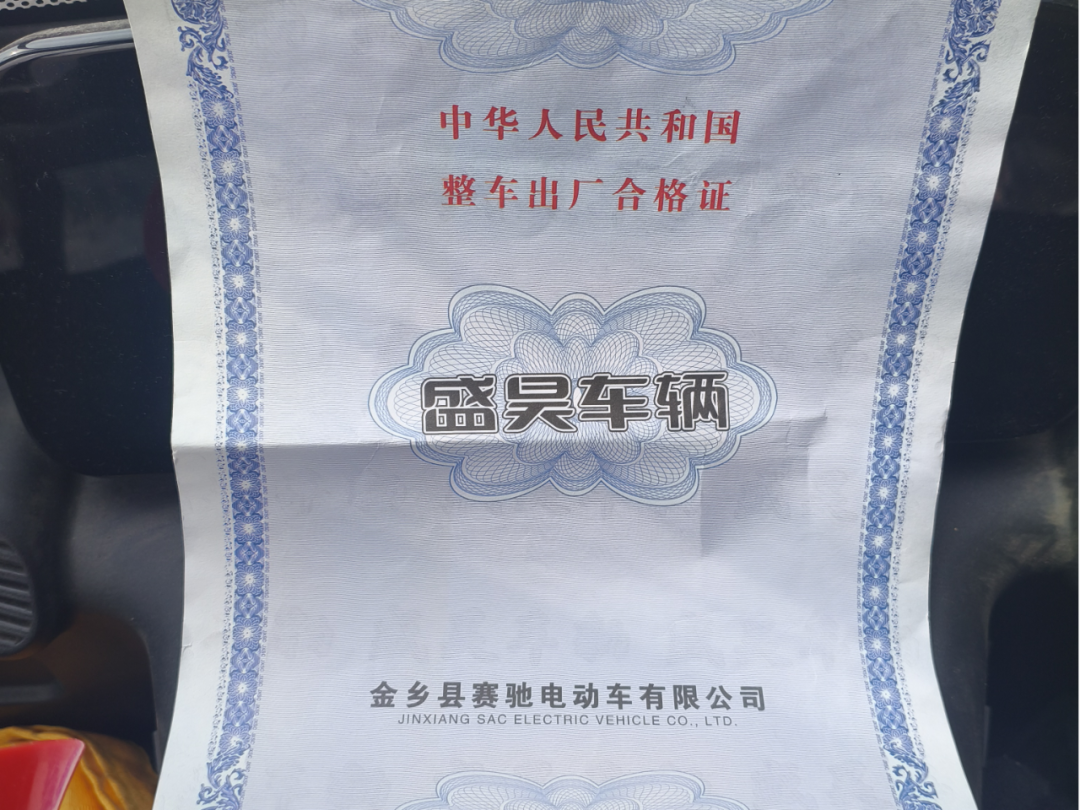 中华人民共和国
整车出厂合格证
盛昊车辆
金乡县赛驰电动车有限公司
JINXIANG SAC ELECTRIC VEHICLE CO., LTD.